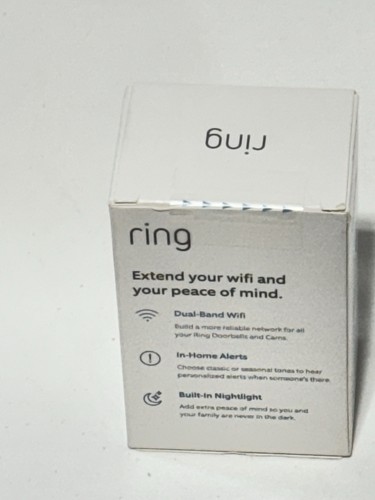 ring
ring
Extend your wifi and
your peace of mind.
Dual-Band Wifi
Build a more reliable network for all
your Ring Doorbells and Cams.
In-Home Alerts
Choose classic or seasonal tones to hear
personalized alerts when someone's there.
Built-In Nightlight
Add extra peace of mind so you and
your family are never in the dark.